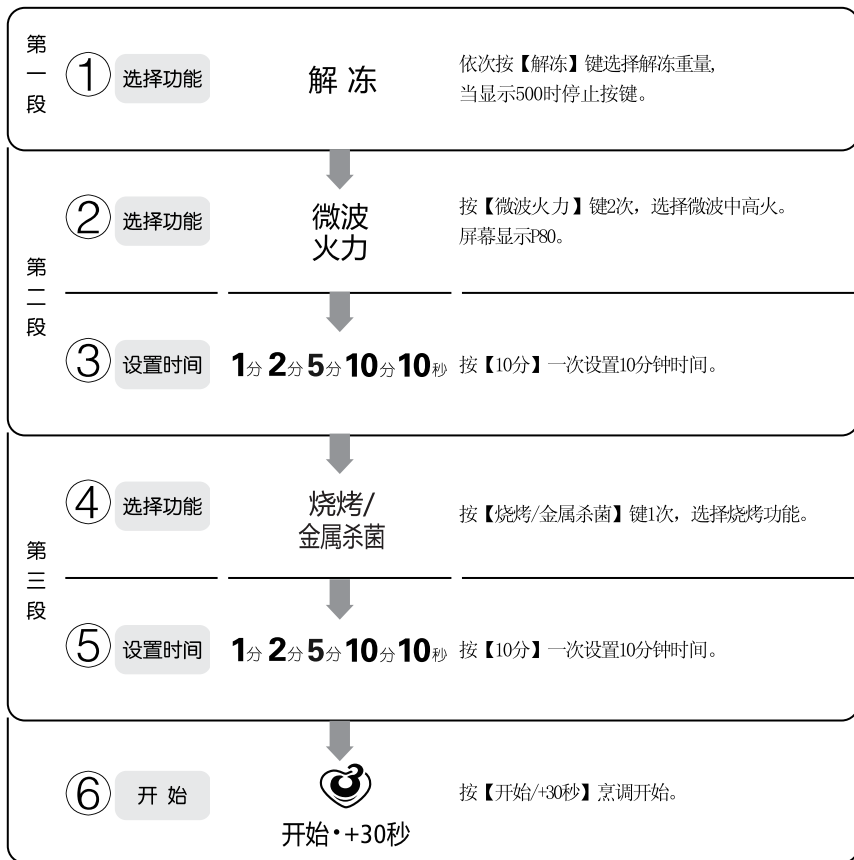 第一段
① 选择功能
解 冻
依次按【解冻】键选择解冻重量,
当显示500时停止按键。
第二段
② 选择功能
微波
火力
按【微波火力】键2次，选择微波中高火。
屏幕显示P80。
③ 设置时间
1分 2分 5分 10分 10秒
按【10分】一次设置10分钟时间。
第三段
④ 选择功能
烧烤/
金属杀菌
按【烧烤/金属杀菌】键1次，选择烧烤功能。
⑤ 设置时间
1分 2分 5分 10分 10秒
按【10分】一次设置10分钟时间。
⑥ 开 始
开始·+30秒
按【开始/+30秒】烹调开始。